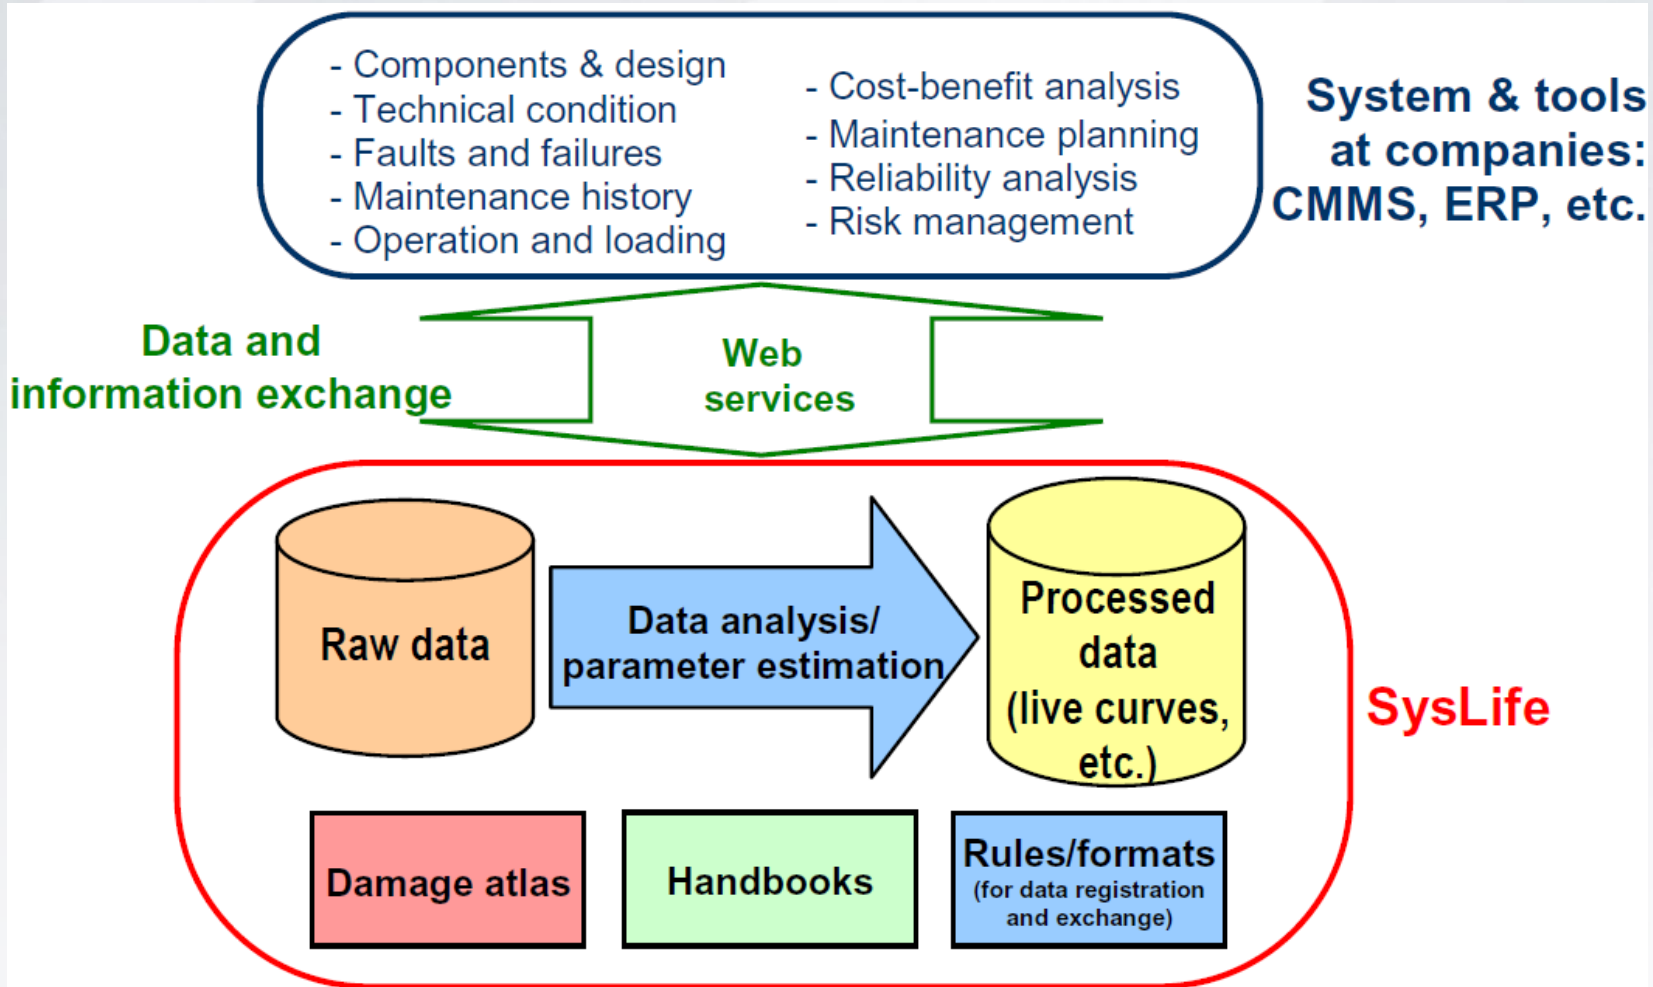 - Components & design
- Technical condition
- Faults and failures
- Maintenance history
- Operation and loading
- Cost-benefit analysis
- Maintenance planning
- Reliability analysis
- Risk management
System & tools
at companies:
CMMS, ERP, etc.
Data and
information exchange
Web
services
Raw data
Data analysis/
parameter estimation
Processed
data
(live curves,
etc.)
SysLife
Damage atlas
Handbooks
Rules/formats
(for data registration
and exchange)